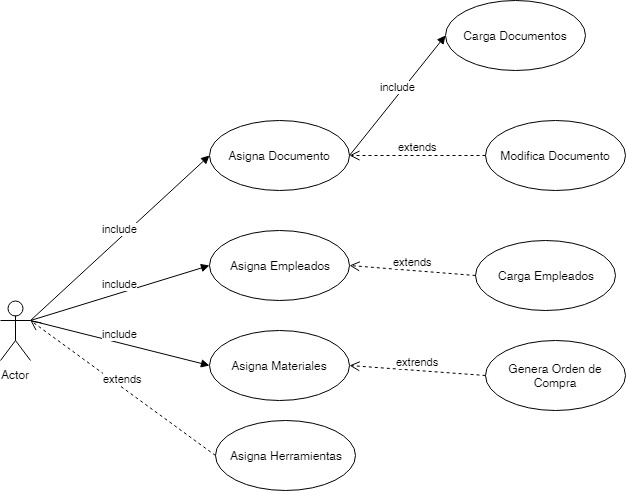 Carga Documentos
include
extends
Asigna Documento
Modifica Documento
include
Asigna Empleados
extends
Carga Empleados
include
include
Asigna Materiales
extrends
Genera Orden de
Compra
Actor
extends
Asigna Herramientas